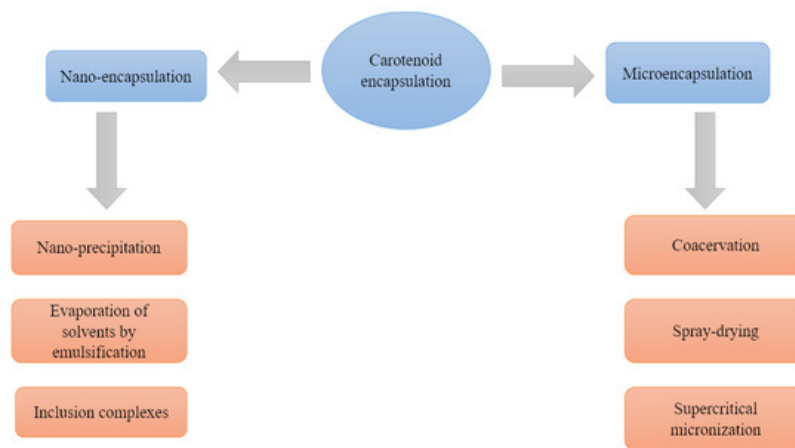 Carotenoid
encapsulation
Nano-encapsulation
Microencapsulation
Nano-precipitation
Evaporation of
solvents by
emulsification
Inclusion complexes
Coacervation
Spray-drying
Supercritical
micronization